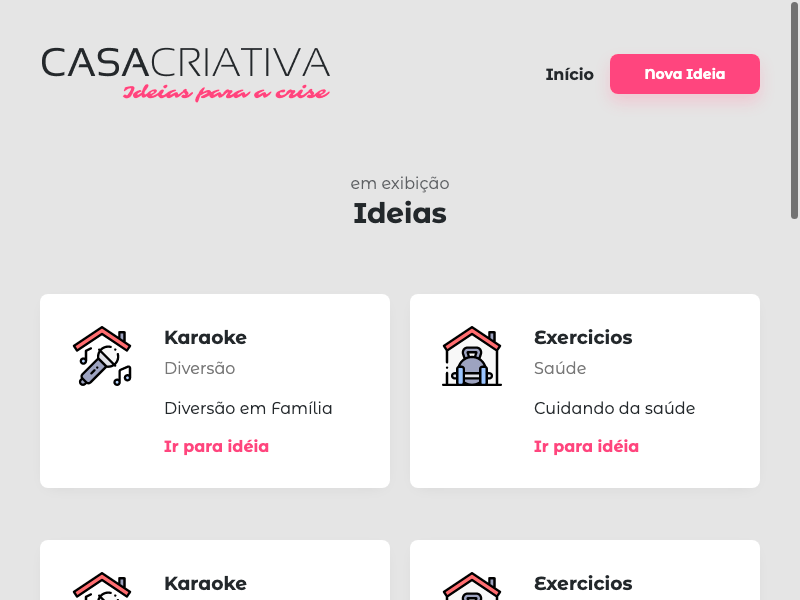 CASACRIATIVA
Ideias para a crise
Início
Nova Ideia
em exibição
Ideias
Karaoke
Diversão
Diversão em Família
Ir para idéia
Exercicios
Saúde
Cuidando da saúde
Ir para idéia
Karaoke
Exercicios